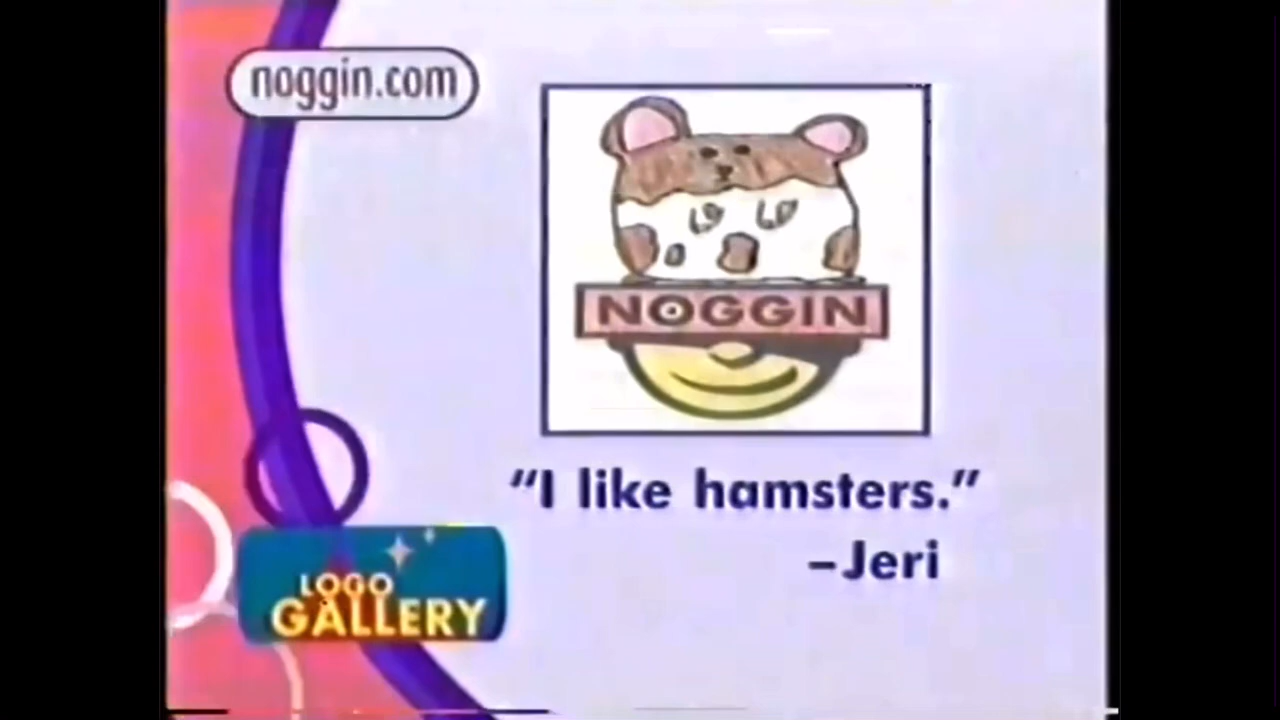 noggin.com
NOGGIN
“I like hamsters.”
–Jeri
LOGO
GALLERY